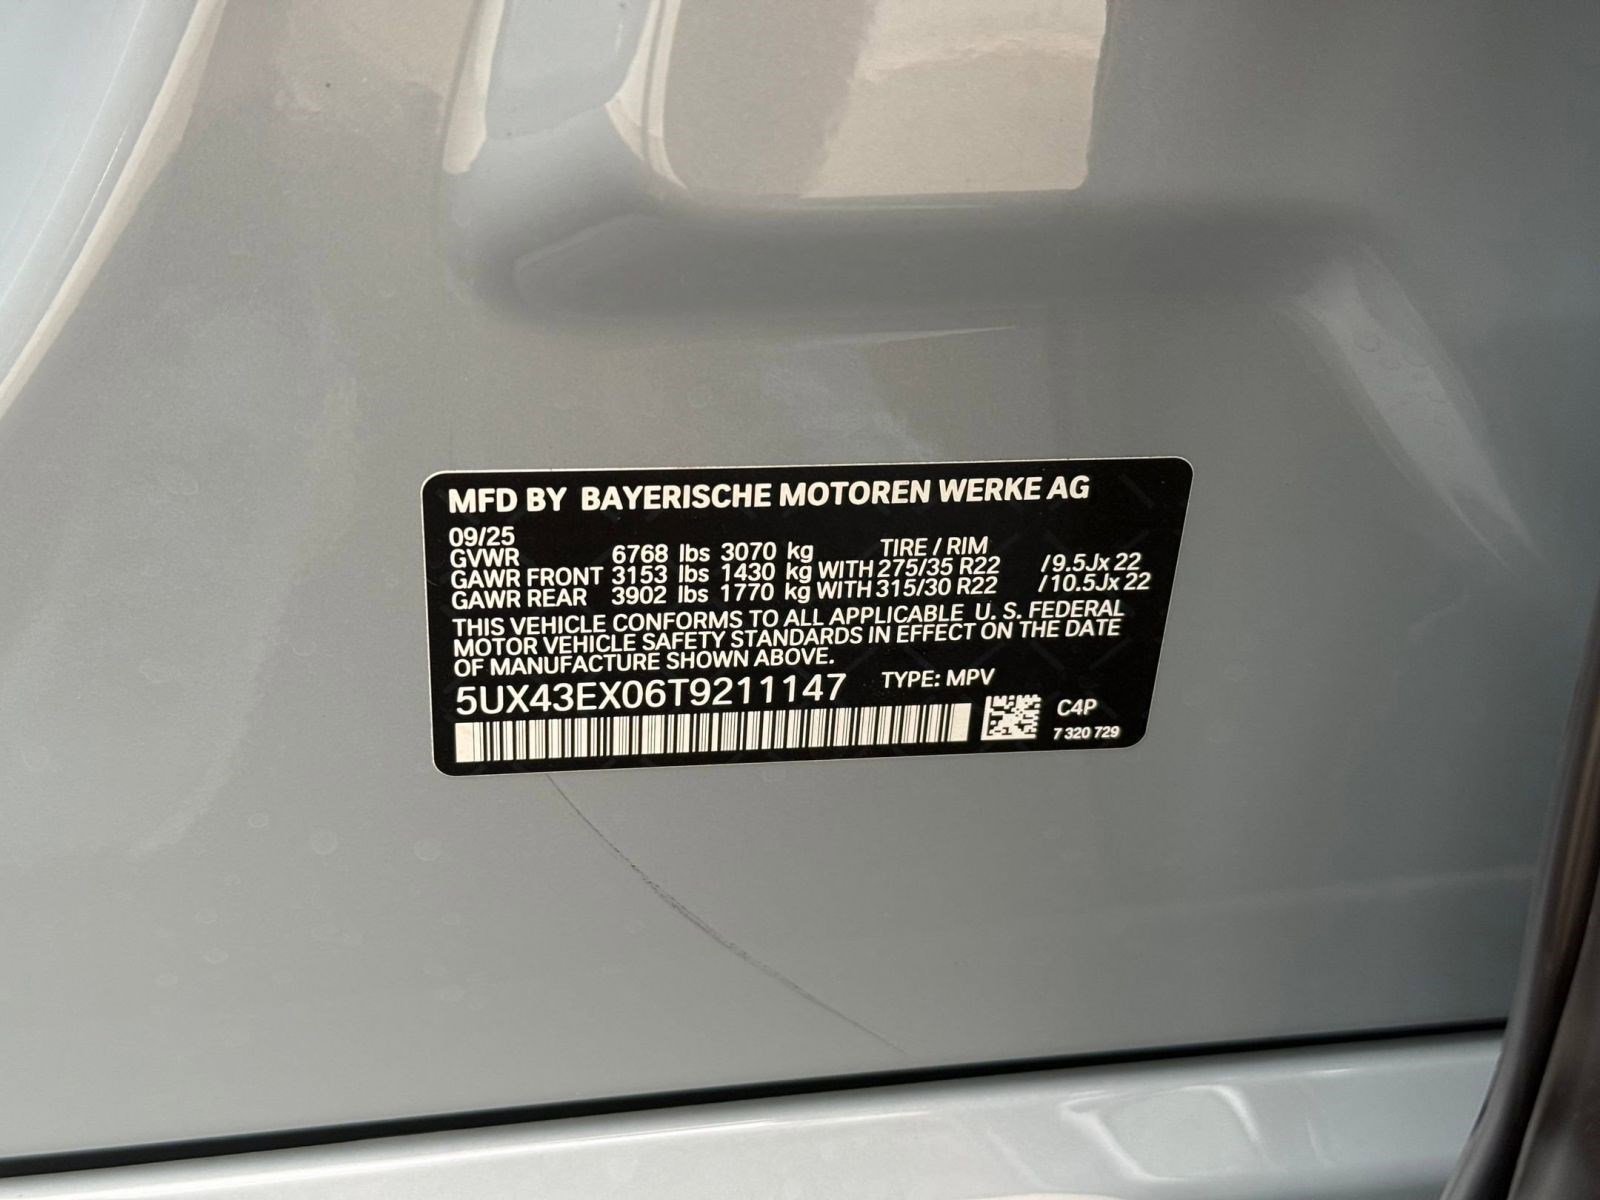 MFD BY BAYERISCHE MOTOREN WERKE AG
09/25
GVWR 6768 lbs 3070 kg TIRE / RIM
GAWR FRONT 3153 lbs 1430 kg WITH 275/35 R22 /9.5Jx 22
GAWR REAR 3902 lbs 1770 kg WITH 315/30 R22 /10.5Jx 22
THIS VEHICLE CONFORMS TO ALL APPLICABLE U. S. FEDERAL
MOTOR VEHICLE SAFETY STANDARDS IN EFFECT ON THE DATE
OF MANUFACTURE SHOWN ABOVE.
5UX43EX06T9211147 TYPE: MPV
C4P
7 320 729